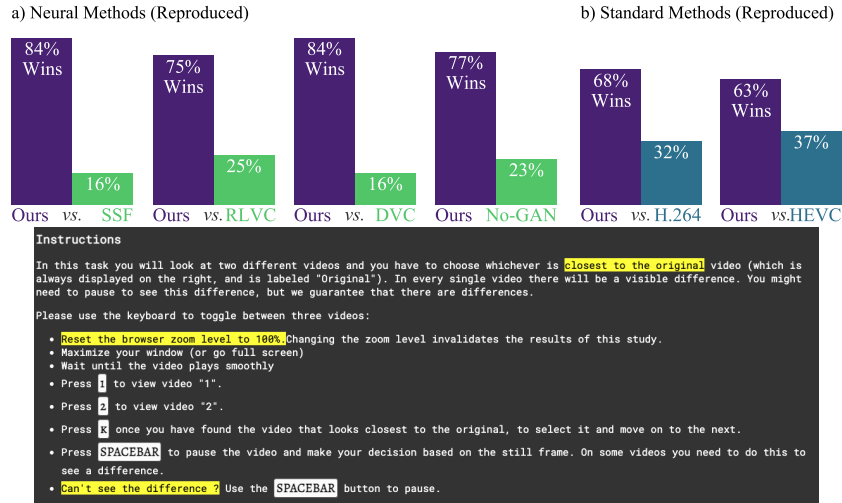 a) Neural Methods (Reproduced)
b) Standard Methods (Reproduced)
84% Wins
16%
75% Wins
25%
84% Wins
16%
77% Wins
23%
68% Wins
32%
63% Wins
37%
Ours vs. SSF
Ours vs. RLVC
Ours vs. DVC
Ours vs. No-GAN
Ours vs. H.264
Ours vs. HEVC
Instructions
In this task you will look at two different videos and you have to choose whichever is closest to the original video (which is
always displayed on the right, and is labeled "Original"). In every single video there will be a visible difference. You might
need to pause to see this difference, but we guarantee that there are differences.
Please use the keyboard to toggle between three videos:
• Reset the browser zoom level to 100%.Changing the zoom level invalidates the results of this study.
• Maximize your window (or go full screen)
• Wait until the video plays smoothly
• Press 1 to view video "1".
• Press 2 to view video "2".
• Press K once you have found the video that looks closest to the original, to select it and move on to the next.
• Press SPACEBAR to pause the video and make your decision based on the still frame. On some videos you need to do this to
see a difference.
• Can't see the difference ? Use the SPACEBAR button to pause.